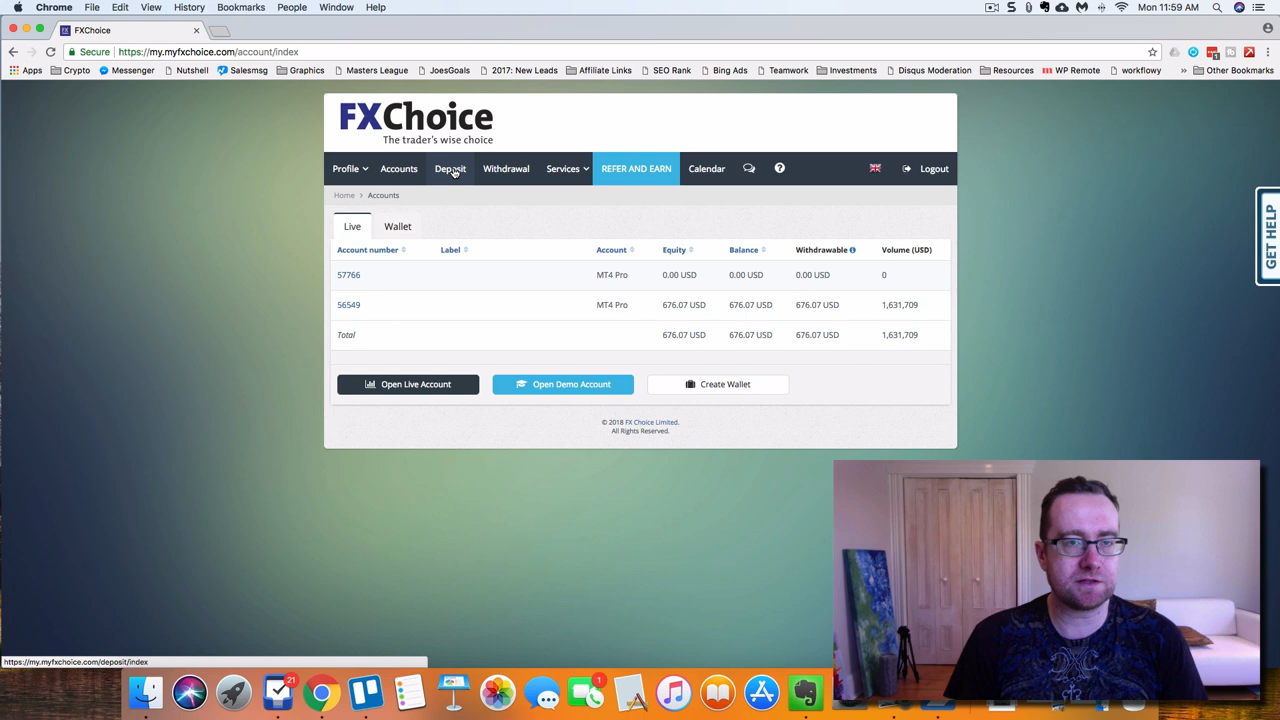 Chrome File Edit View History Bookmarks People Window Help Mon 11:59 AM
FXChoice
Secure https://my.myfxchoice.com/account/index
Apps Crypto Messenger Nutshell Salesmsg Graphics Masters League JoesGoals 2017: New Leads Affiliate Links SEO Rank Bing Ads Teamwork Investments Disqus Moderation Resources WP Remote workflowy » Other Bookmarks
FXChoice
The trader's wise choice
Profile Accounts Deposit Withdrawal Services REFER AND EARN Calendar Logout
Home > Accounts
Live Wallet
Account number Label Account Equity Balance Withdrawable Volume (USD)
57766 MT4 Pro 0.00 USD 0.00 USD 0.00 USD 0
56549 MT4 Pro 676.07 USD 676.07 USD 676.07 USD 1,631,709
Total 676.07 USD 676.07 USD 676.07 USD 1,631,709
Open Live Account Open Demo Account Create Wallet
© 2018 FX Choice Limited.
All Rights Reserved.
GET HELP
https://my.myfxchoice.com/deposit/index
21
1